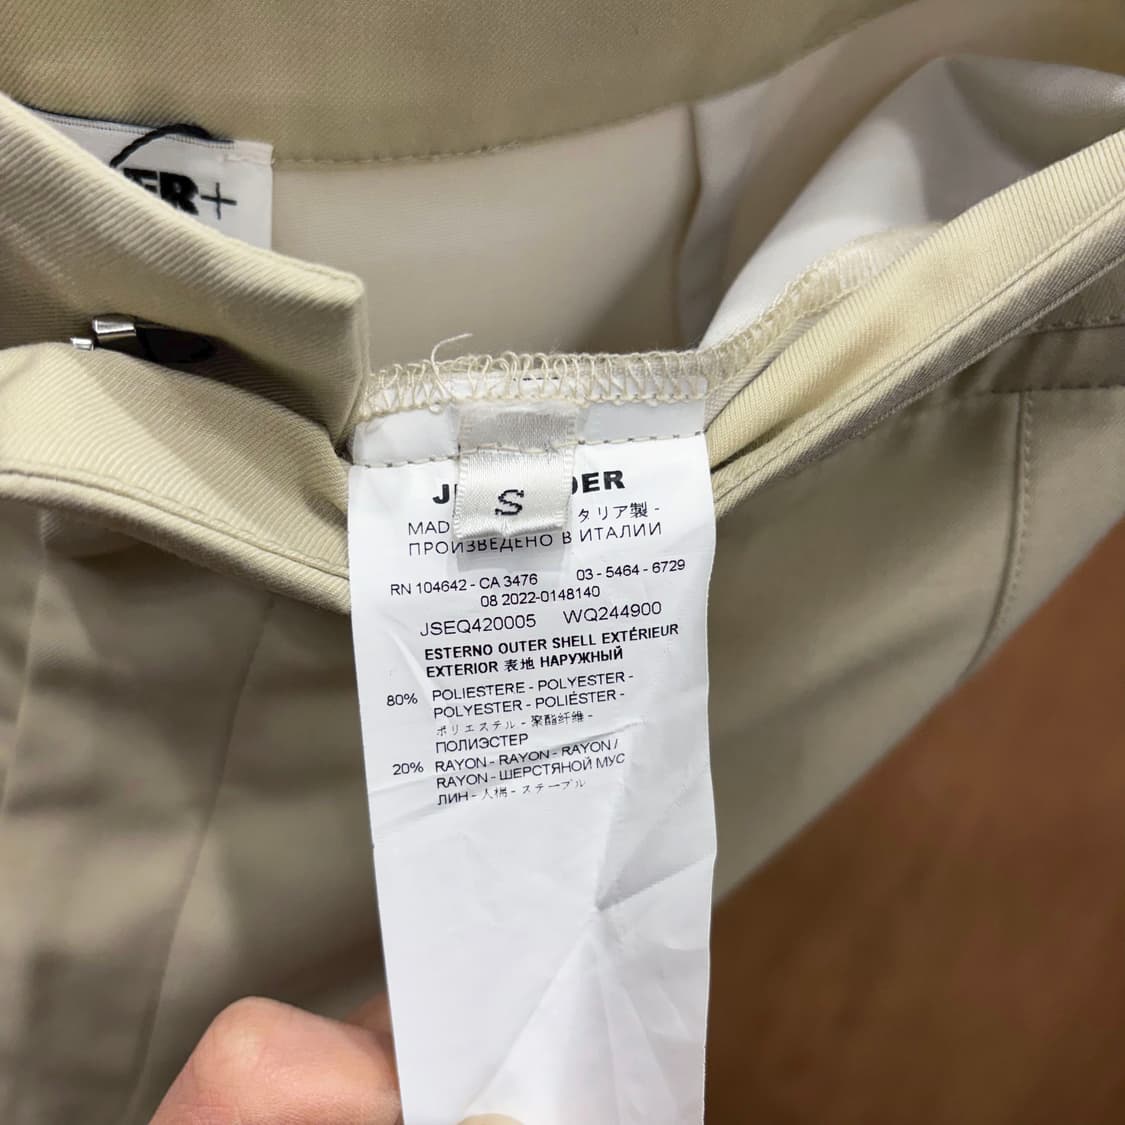 ER+
S
J DER
MAD タリア製 -
ПРОИЗВЕДЕНО В ИТАЛИИ
RN 104642 - CA 3476 03 - 5464 - 6729
08 2022-0148140
JSEQ420005 WQ244900
ESTERNO OUTER SHELL EXTÉRIEUR
EXTERIOR 表地 НАРУЖНЫЙ
80% POLIESTERE - POLYESTER -
POLYESTER - POLIÉSTER -
ポリエステル - 聚酯纤维 -
ПОЛИЭСТЕР
20% RAYON - RAYON - RAYON /
RAYON - ШЕРСТЯНОЙ МУС
ЛИН - 人棉 - ステープル